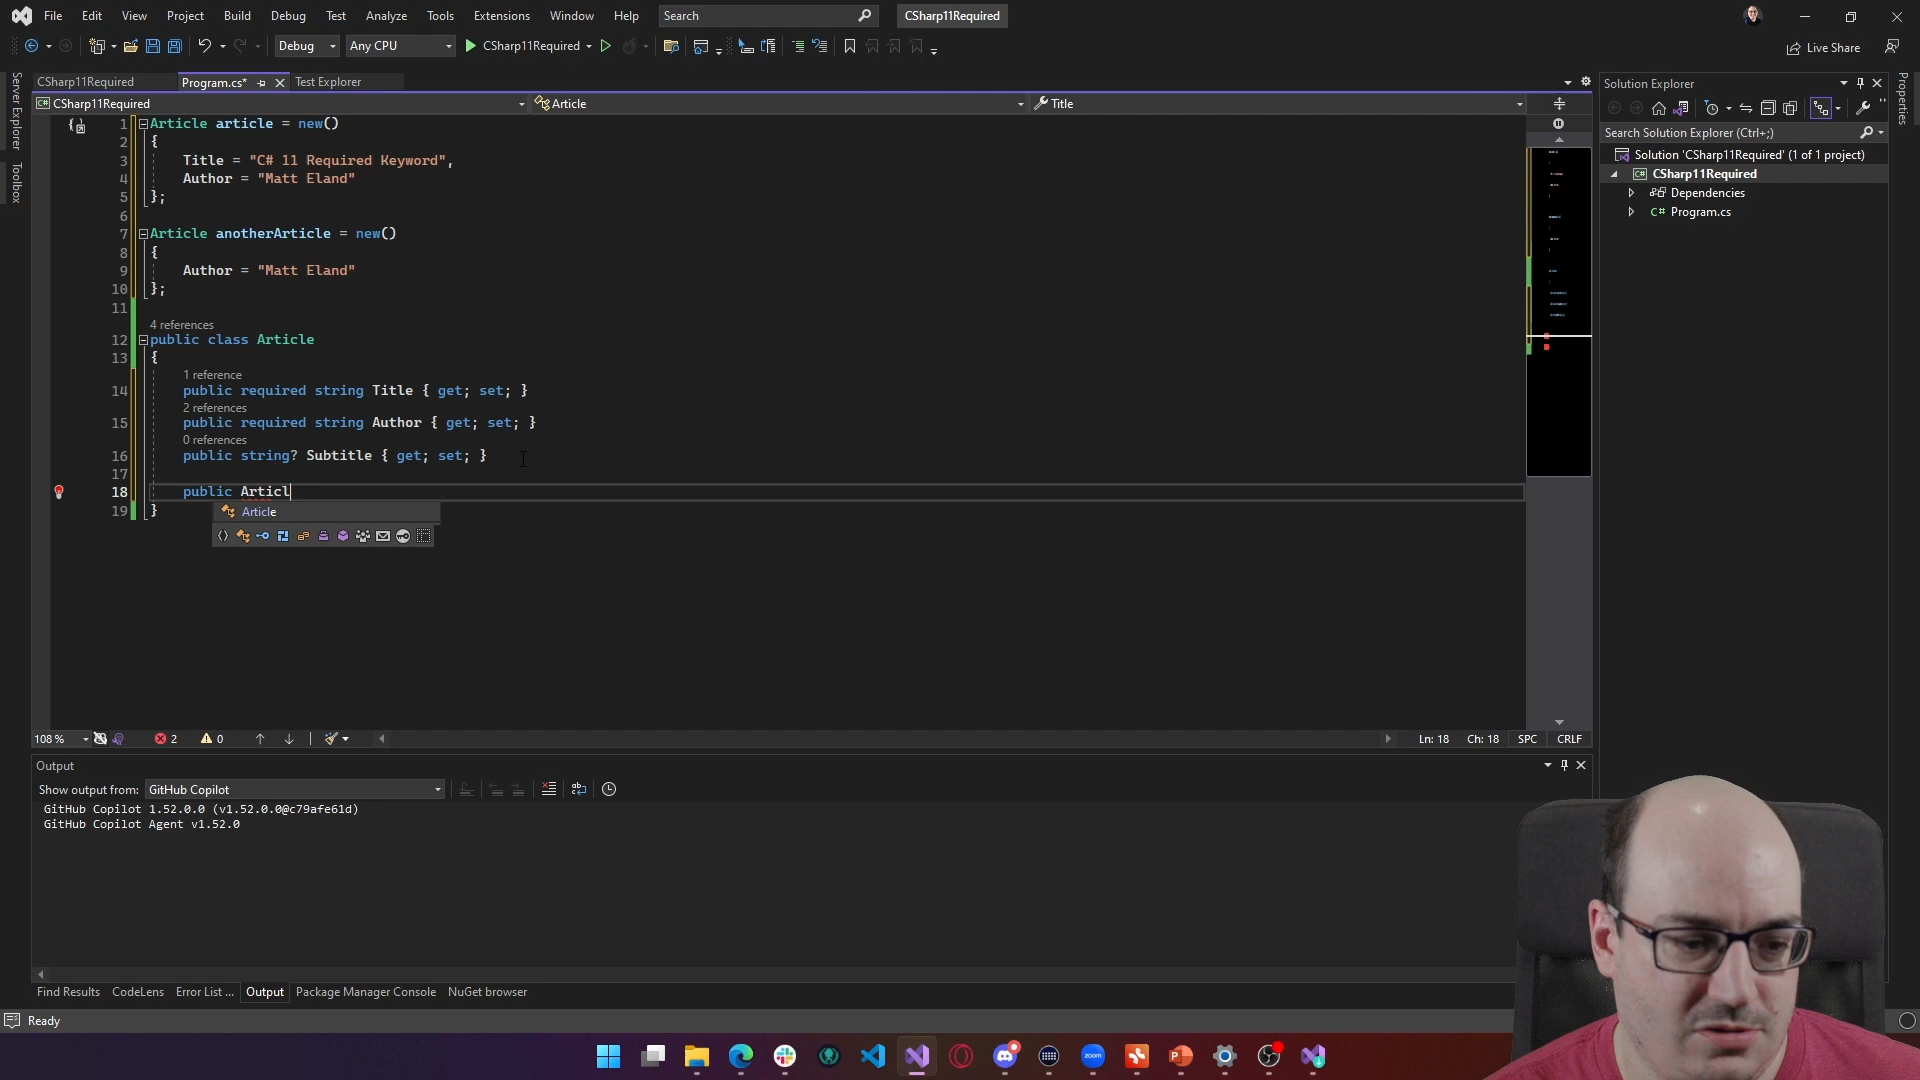 File Edit View Project Build Debug Test Analyze Tools Extensions Window Help Search CSharp11Required
Debug Any CPU CSharp11Required Live Share
Server Explorer
Toolbox
CSharp11Required Program.cs* Test Explorer
CSharp11Required Article Title
1 Article article = new()
2 {
3 Title = "C# 11 Required Keyword",
4 Author = "Matt Eland"
5 };
6
7 Article anotherArticle = new()
8 {
9 Author = "Matt Eland"
10 };
11
4 references
12 public class Article
13 {
1 reference
14 public required string Title { get; set; }
2 references
15 public required string Author { get; set; }
0 references
16 public string? Subtitle { get; set; }
17
18 public Articl
Article
19 }
108 % 2 0 Ln: 18 Ch: 18 SPC CRLF
Output
Show output from: GitHub Copilot
GitHub Copilot 1.52.0.0 (v1.52.0.0@c79afe61d)
GitHub Copilot Agent v1.52.0
Find Results CodeLens Error List ... Output Package Manager Console NuGet browser
Ready
Solution Explorer
Search Solution Explorer (Ctrl+;)
Solution 'CSharp11Required' (1 of 1 project)
CSharp11Required
Dependencies
C# Program.cs
Properties
zoom